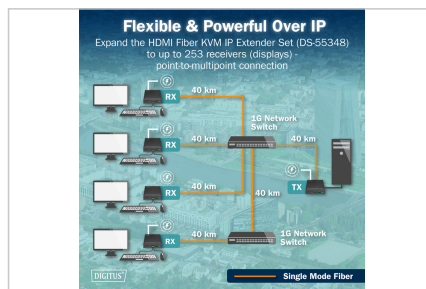 Flexible & Powerful Over IP
Expand the HDMI Fiber KVM IP Extender Set (DS-55348)
to up to 253 receivers (displays) -
point-to-multipoint connection
RX
40 km
1G Network
Switch
RX
40 km
40 km
RX
40 km
40 km
TX
RX
40 km
1G Network
Switch
DIGITUS
Single Mode Fiber